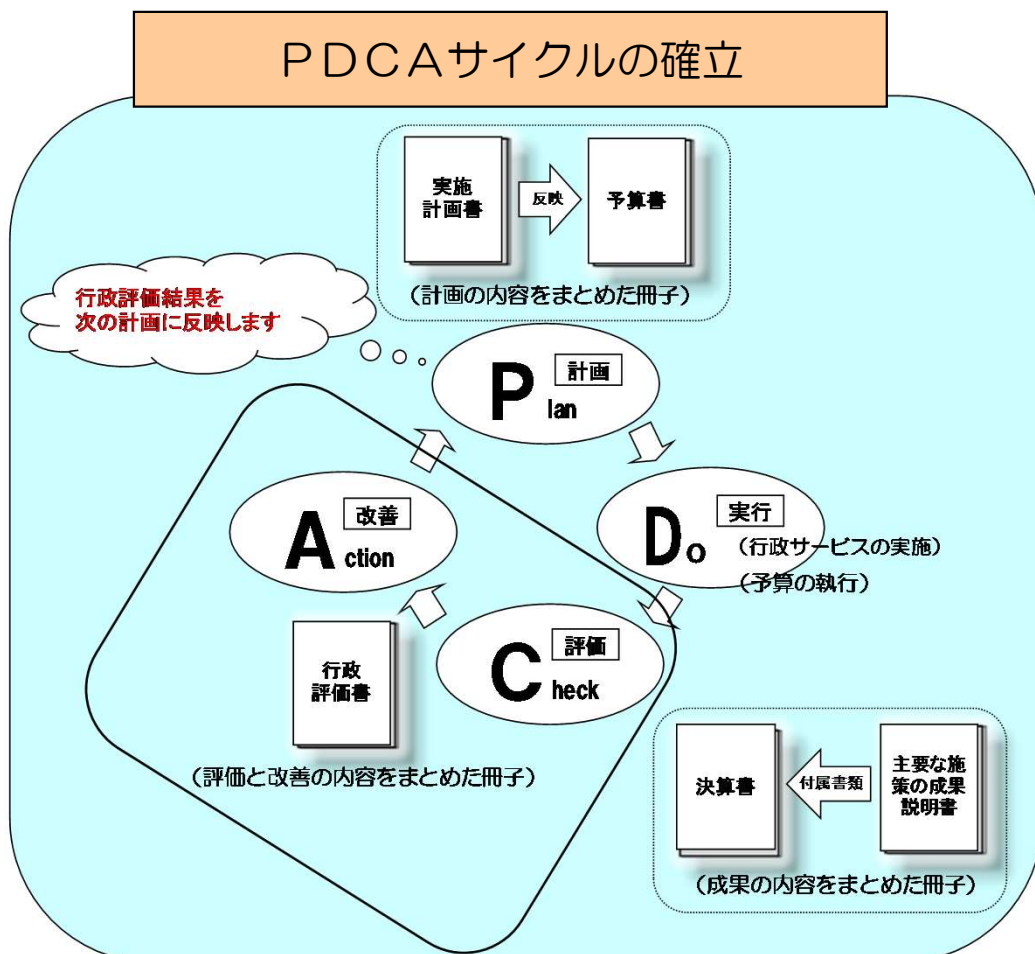 PDCAサイクルの確立
実施
計画書
反映
予算書
(計画の内容をまとめた冊子)
行政評価結果を
次の計画に反映します
計画
Plan
改善
Action
実行
Do
(行政サービスの実施)
(予算の執行)
評価
Check
行政
評価書
(評価と改善の内容をまとめた冊子)
決算書
付属書類
主要な施
策の成果
説明書
(成果の内容をまとめた冊子)